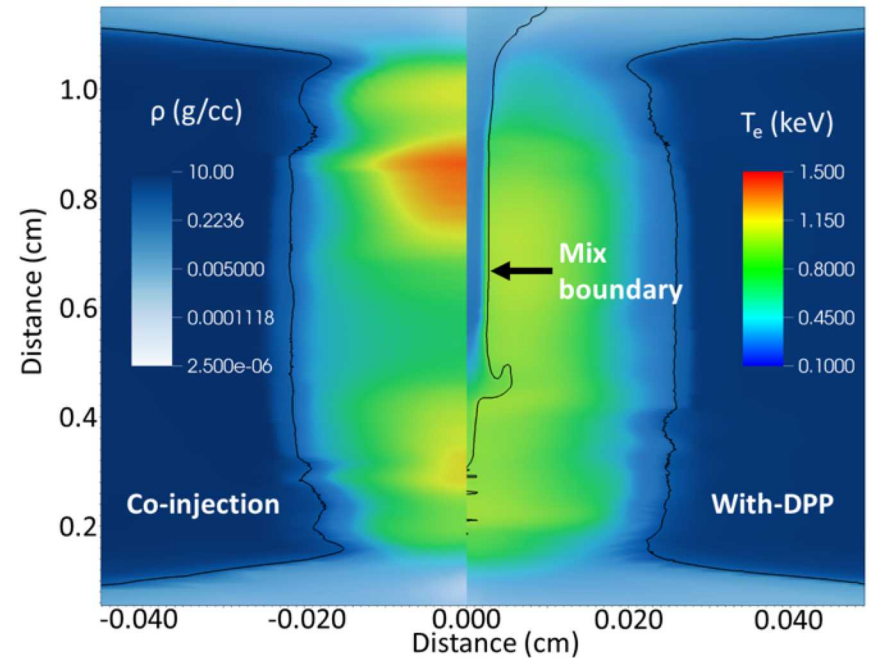 ρ (g/cc)
10.00
0.2236
0.005000
0.0001118
2.500e-06
Tₑ (keV)
1.500
1.150
0.8000
0.4500
0.1000
Mix
boundary
Co-injection
With-DPP
Distance (cm)
1.0
0.8
0.6
0.4
0.2
-0.040
-0.020
0.000
0.020
0.040
Distance (cm)